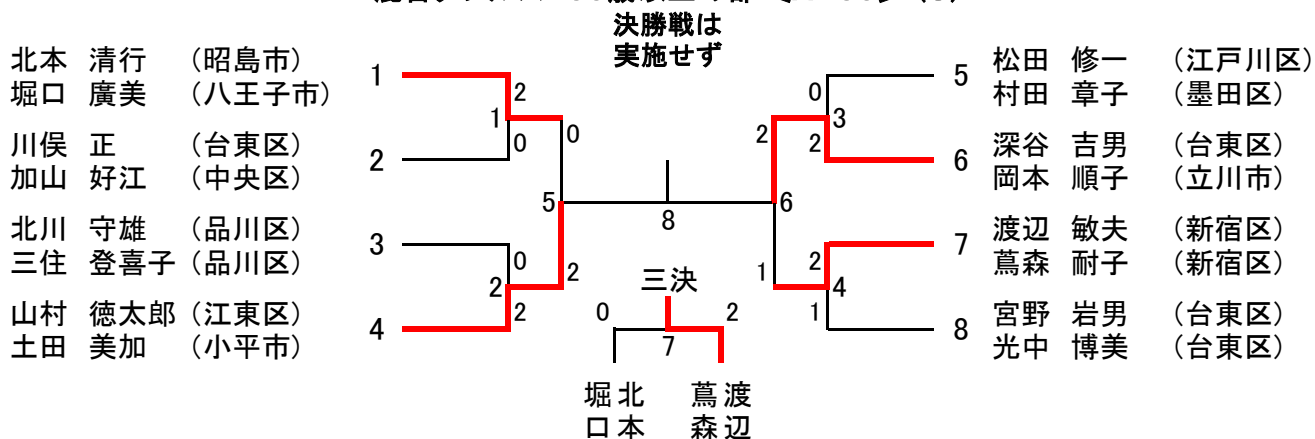 決勝戦は
実施せず
北本 清行 （昭島市）
堀口 廣美 （八王子市）
1
川俣 正 （台東区）
加山 好江 （中央区）
2
北川 守雄 （品川区）
三住 登喜子 （品川区）
3
山村 徳太郎 （江東区）
土田 美加 （小平市）
4
2
1
0
0
5
0
2
2
2
8
三決
0
2
7
堀 北 蔦 渡
口 本 森 辺
0
2
3
2
6
1
2
4
1
5
松田 修一 （江戸川区）
村田 章子 （墨田区）
6
深谷 吉男 （台東区）
岡本 順子 （立川市）
7
渡辺 敏夫 （新宿区）
蔦森 耐子 （新宿区）
8
宮野 岩男 （台東区）
光中 博美 （台東区）